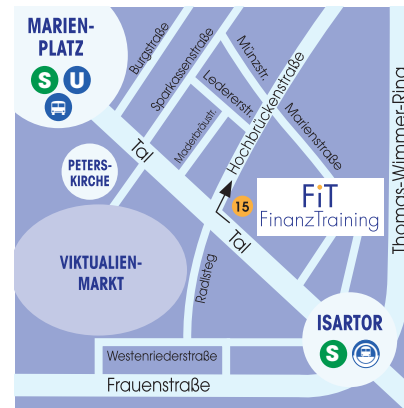 MARIEN-
PLATZ
S U
Burgstraße
Sparkassenstraße
Münzstr.
Ledererstr.
Hochbrückenstraße
Marienstraße
Thomas-Wimmer-Ring
Maderbräustr.
Tal
PETERS-
KIRCHE
15
FiT
FinanzTraining
Tal
VIKTUALIEN-
MARKT
Radlsteg
ISARTOR
S
Westenriederstraße
Frauenstraße